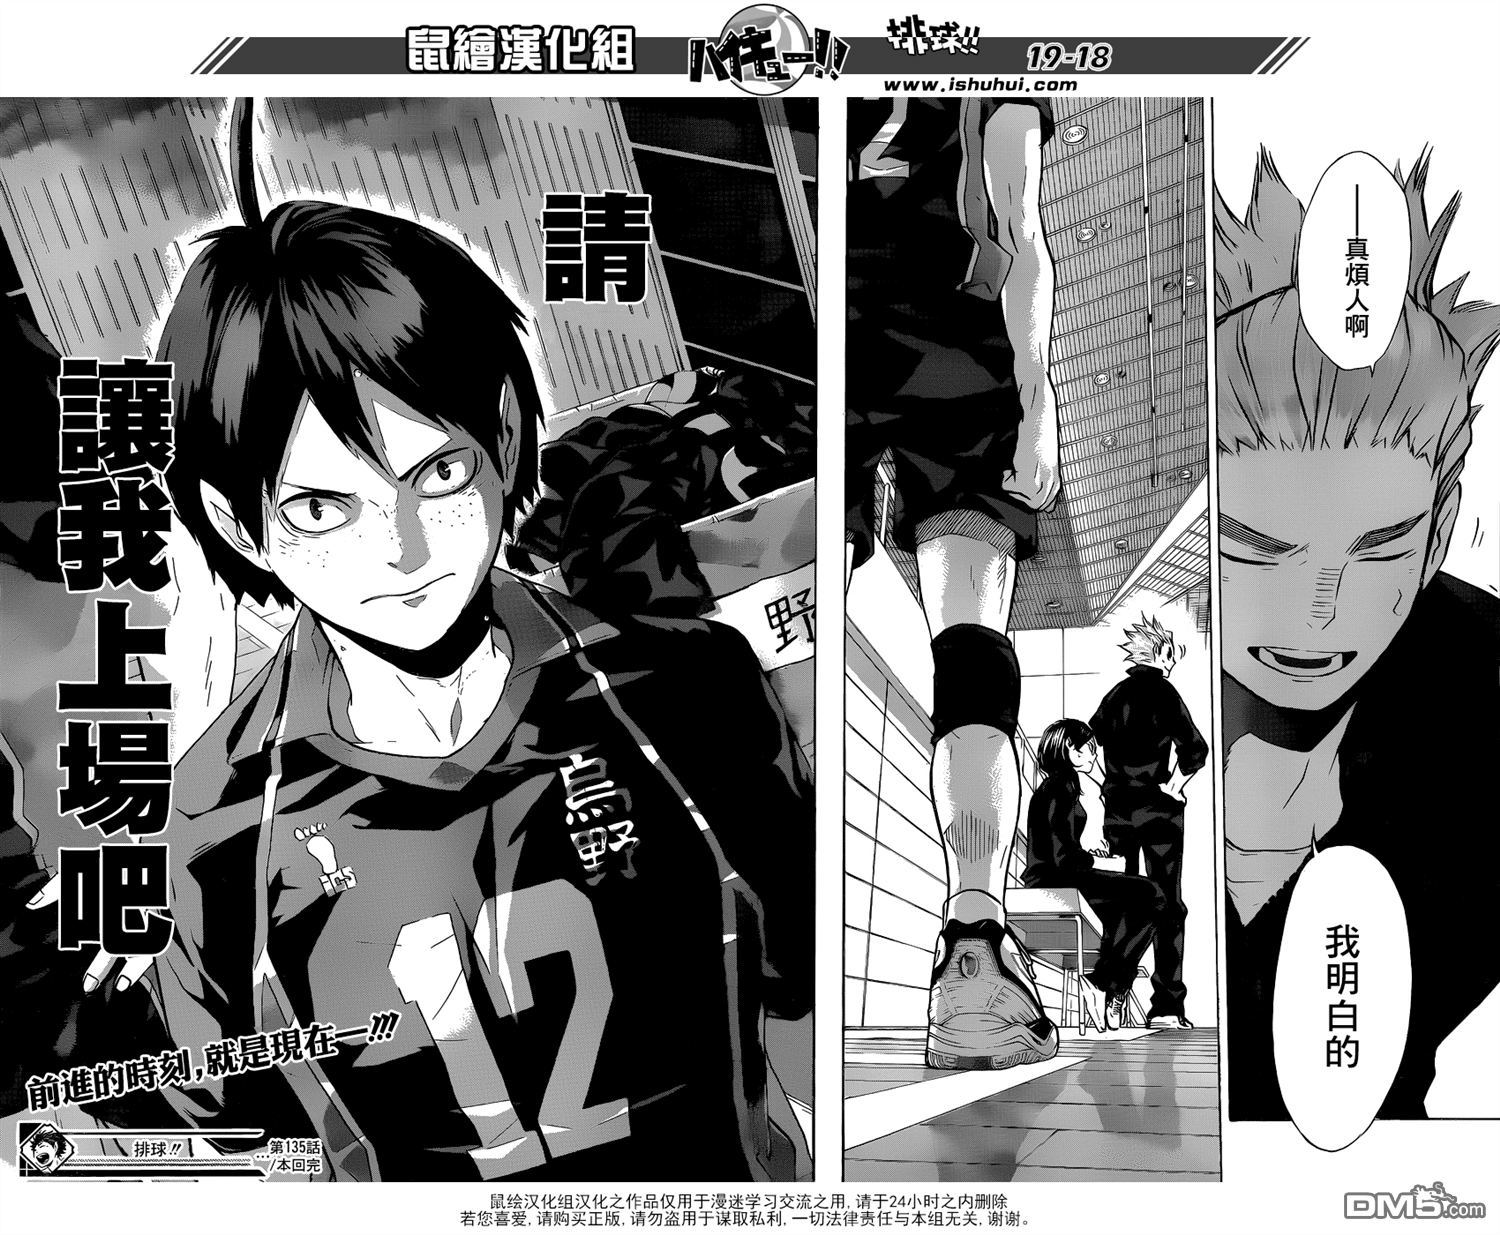 鼠繪漢化組
ハイキュー!!
排球!!
19-18
www.ishuhui.com
——真煩人啊
我明白的
請
讓我上場吧
野
烏野
12
前進的時刻,就是現在—!!!
排球!!
…第135話
/本回完
鼠绘汉化组汉化之作品仅用于漫迷学习交流之用, 请于24小时之内删除
若您喜爱, 请购买正版, 请勿盗用于谋取私利, 一切法律责任与本组无关, 谢谢。
DM5.com